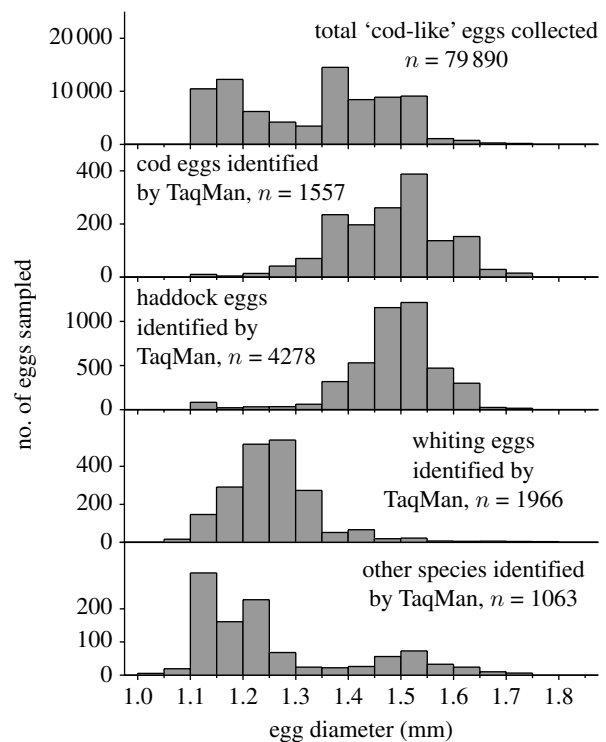 total ‘cod-like’ eggs collected
n = 79 890
20 000
10 000
0
cod eggs identified
by TaqMan, n = 1557
400
200
0
haddock eggs
identified by
TaqMan, n = 4278
1000
500
0
whiting eggs
identified by
TaqMan, n = 1966
400
200
0
other species identified
by TaqMan, n = 1063
200
100
0
no. of eggs sampled
1.0 1.1 1.2 1.3 1.4 1.5 1.6 1.7 1.8
egg diameter (mm)